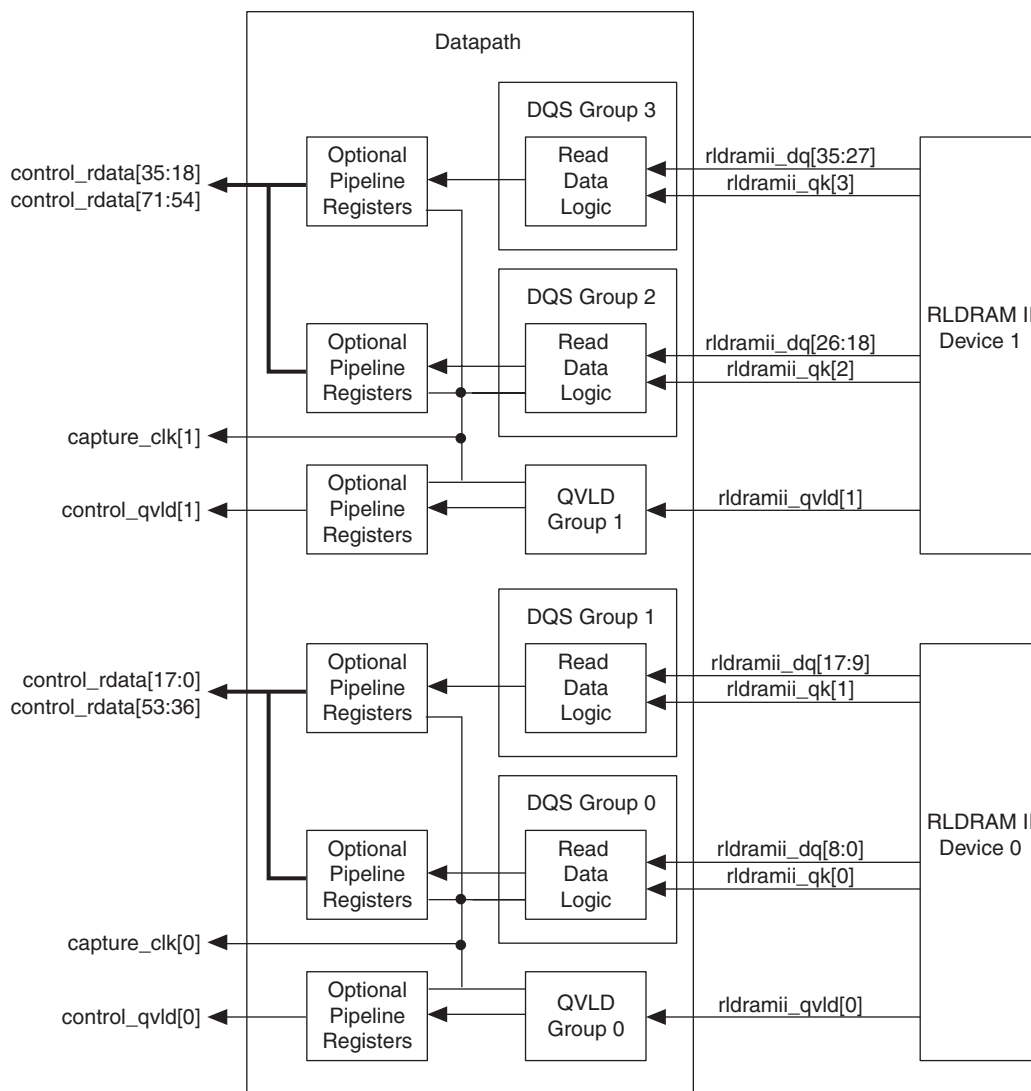 Datapath
DQS Group 3
Optional
Pipeline
Registers
Read
Data
Logic
control_rdata[35:18]
control_rdata[71:54]
rldramii_dq[35:27]
rldramii_qk[3]
DQS Group 2
Optional
Pipeline
Registers
Read
Data
Logic
rldramii_dq[26:18]
rldramii_qk[2]
RLDRAM II
Device 1
capture_clk[1]
control_qvld[1]
Optional
Pipeline
Registers
QVLD
Group 1
rldramii_qvld[1]
DQS Group 1
Optional
Pipeline
Registers
Read
Data
Logic
control_rdata[17:0]
control_rdata[53:36]
rldramii_dq[17:9]
rldramii_qk[1]
DQS Group 0
Optional
Pipeline
Registers
Read
Data
Logic
rldramii_dq[8:0]
rldramii_qk[0]
RLDRAM II
Device 0
capture_clk[0]
control_qvld[0]
Optional
Pipeline
Registers
QVLD
Group 0
rldramii_qvld[0]